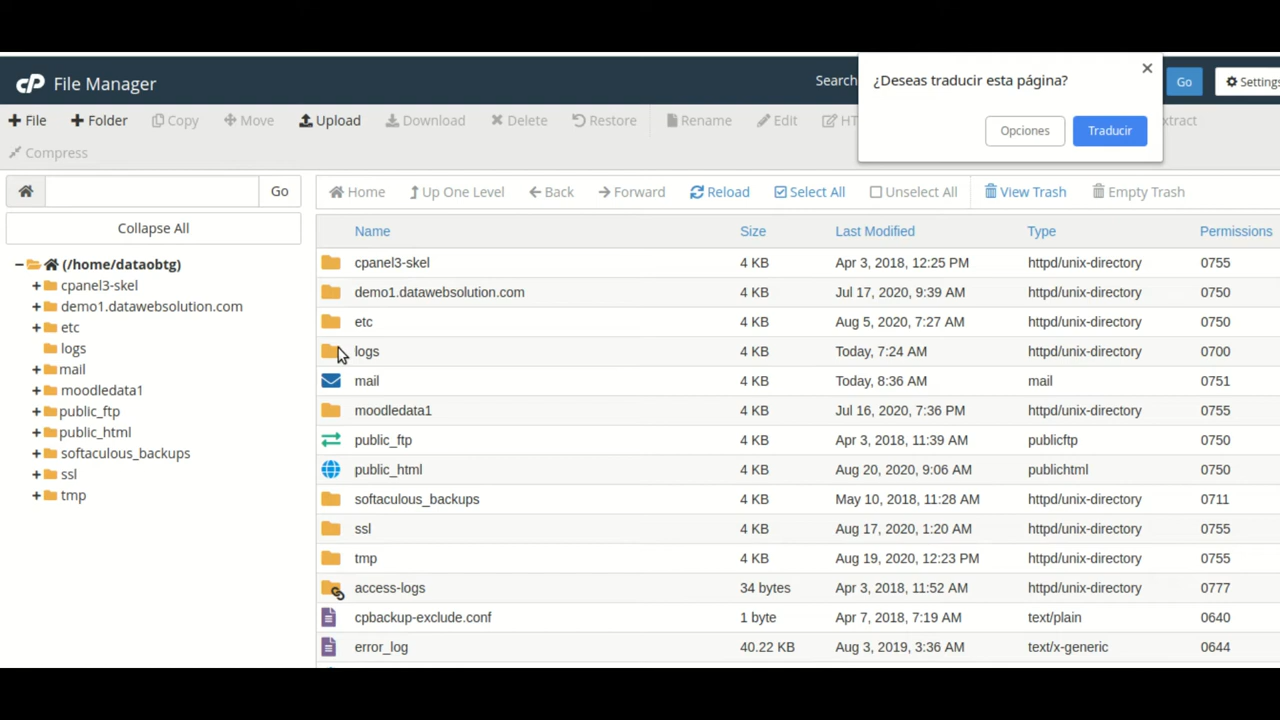 cP File Manager
Search
Go
Settings
¿Deseas traducir esta página?
Opciones
Traducir
File
Folder
Copy
Move
Upload
Download
Delete
Restore
Rename
Edit
HT
xtract
Compress
Go
Collapse All
Home
Up One Level
Back
Forward
Reload
Select All
Unselect All
View Trash
Empty Trash
(/home/dataobtg)
cpanel3-skel
demo1.datawebsolution.com
etc
logs
mail
moodledata1
public_ftp
public_html
softaculous_backups
ssl
tmp
Name Size Last Modified Type Permissions
cpanel3-skel 4 KB Apr 3, 2018, 12:25 PM httpd/unix-directory 0755
demo1.datawebsolution.com 4 KB Jul 17, 2020, 9:39 AM httpd/unix-directory 0750
etc 4 KB Aug 5, 2020, 7:27 AM httpd/unix-directory 0750
logs 4 KB Today, 7:24 AM httpd/unix-directory 0700
mail 4 KB Today, 8:36 AM mail 0751
moodledata1 4 KB Jul 16, 2020, 7:36 PM httpd/unix-directory 0755
public_ftp 4 KB Apr 3, 2018, 11:39 AM publicftp 0750
public_html 4 KB Aug 20, 2020, 9:06 AM publichtml 0750
softaculous_backups 4 KB May 10, 2018, 11:28 AM httpd/unix-directory 0711
ssl 4 KB Aug 17, 2020, 1:20 AM httpd/unix-directory 0755
tmp 4 KB Aug 19, 2020, 12:23 PM httpd/unix-directory 0755
access-logs 34 bytes Apr 3, 2018, 11:52 AM httpd/unix-directory 0777
cpbackup-exclude.conf 1 byte Apr 7, 2018, 7:19 AM text/plain 0640
error_log 40.22 KB Aug 3, 2019, 3:36 AM text/x-generic 0644